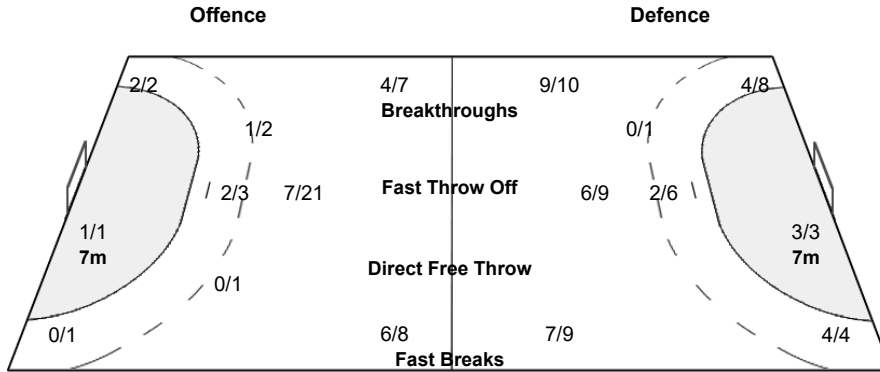 Offence Defence
2/2 4/7 9/10 4/8
Breakthroughs
1/2 0/1
Fast Throw Off
2/3 7/21 6/9 2/6
1/1 3/3
7m 7m
Direct Free Throw
0/1
0/1 6/8 7/9 4/4
Fast Breaks